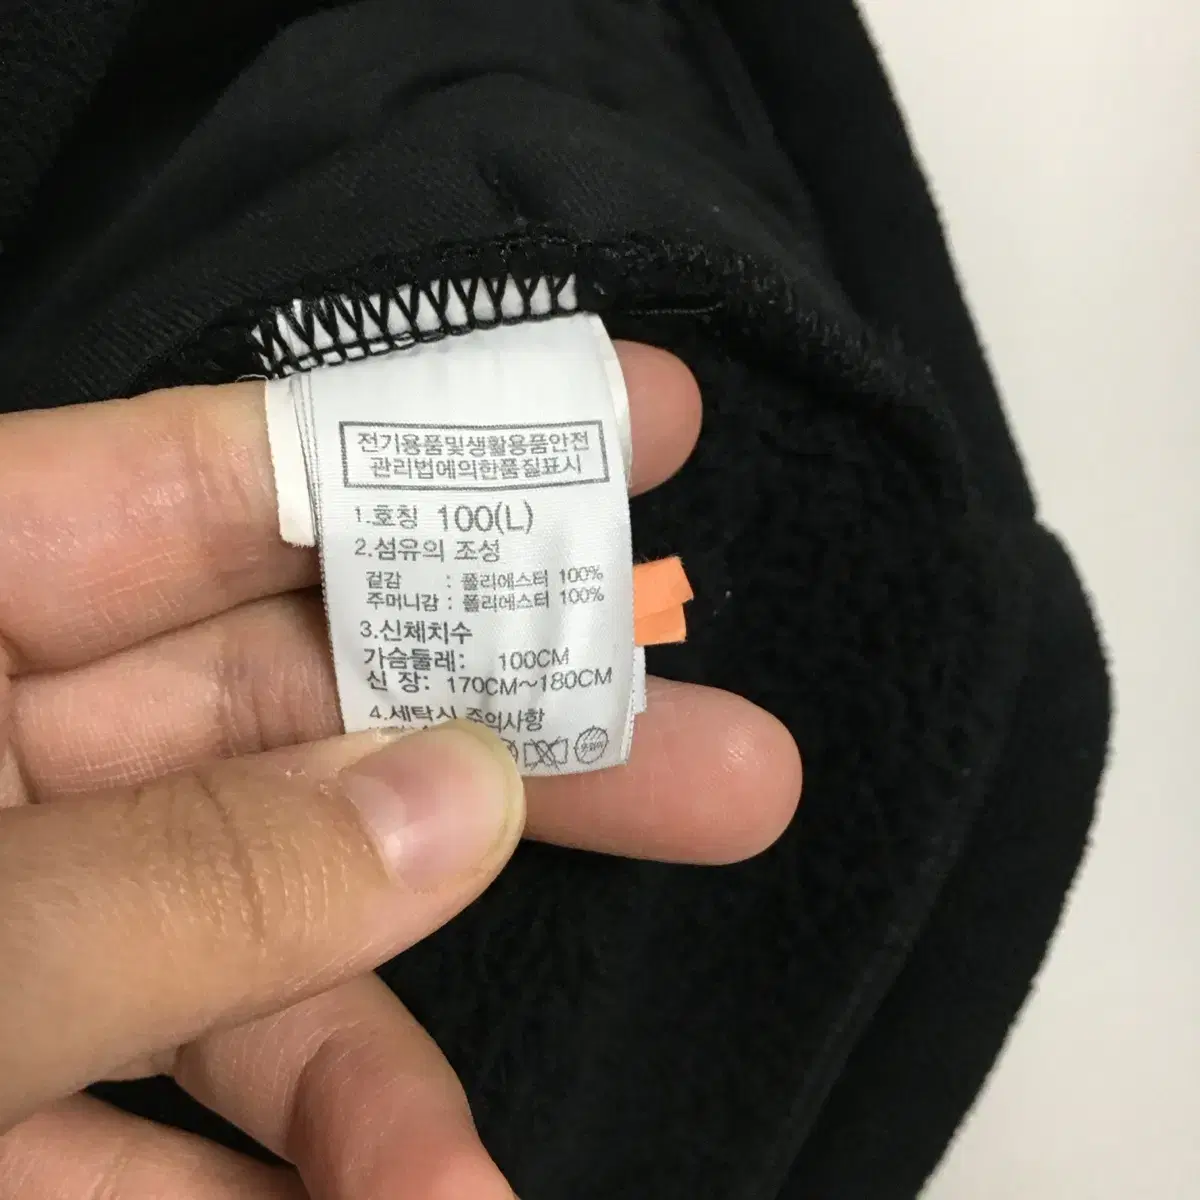 전기용품및생활용품안전
관리법에의한품질표시
1.호칭 100(L)
2.섬유의 조성
겉감 : 폴리에스터 100%
주머니감 : 폴리에스터 100%
3.신체치수
가슴둘레: 100CM
신 장: 170CM~180CM
4.세탁시 주의사항